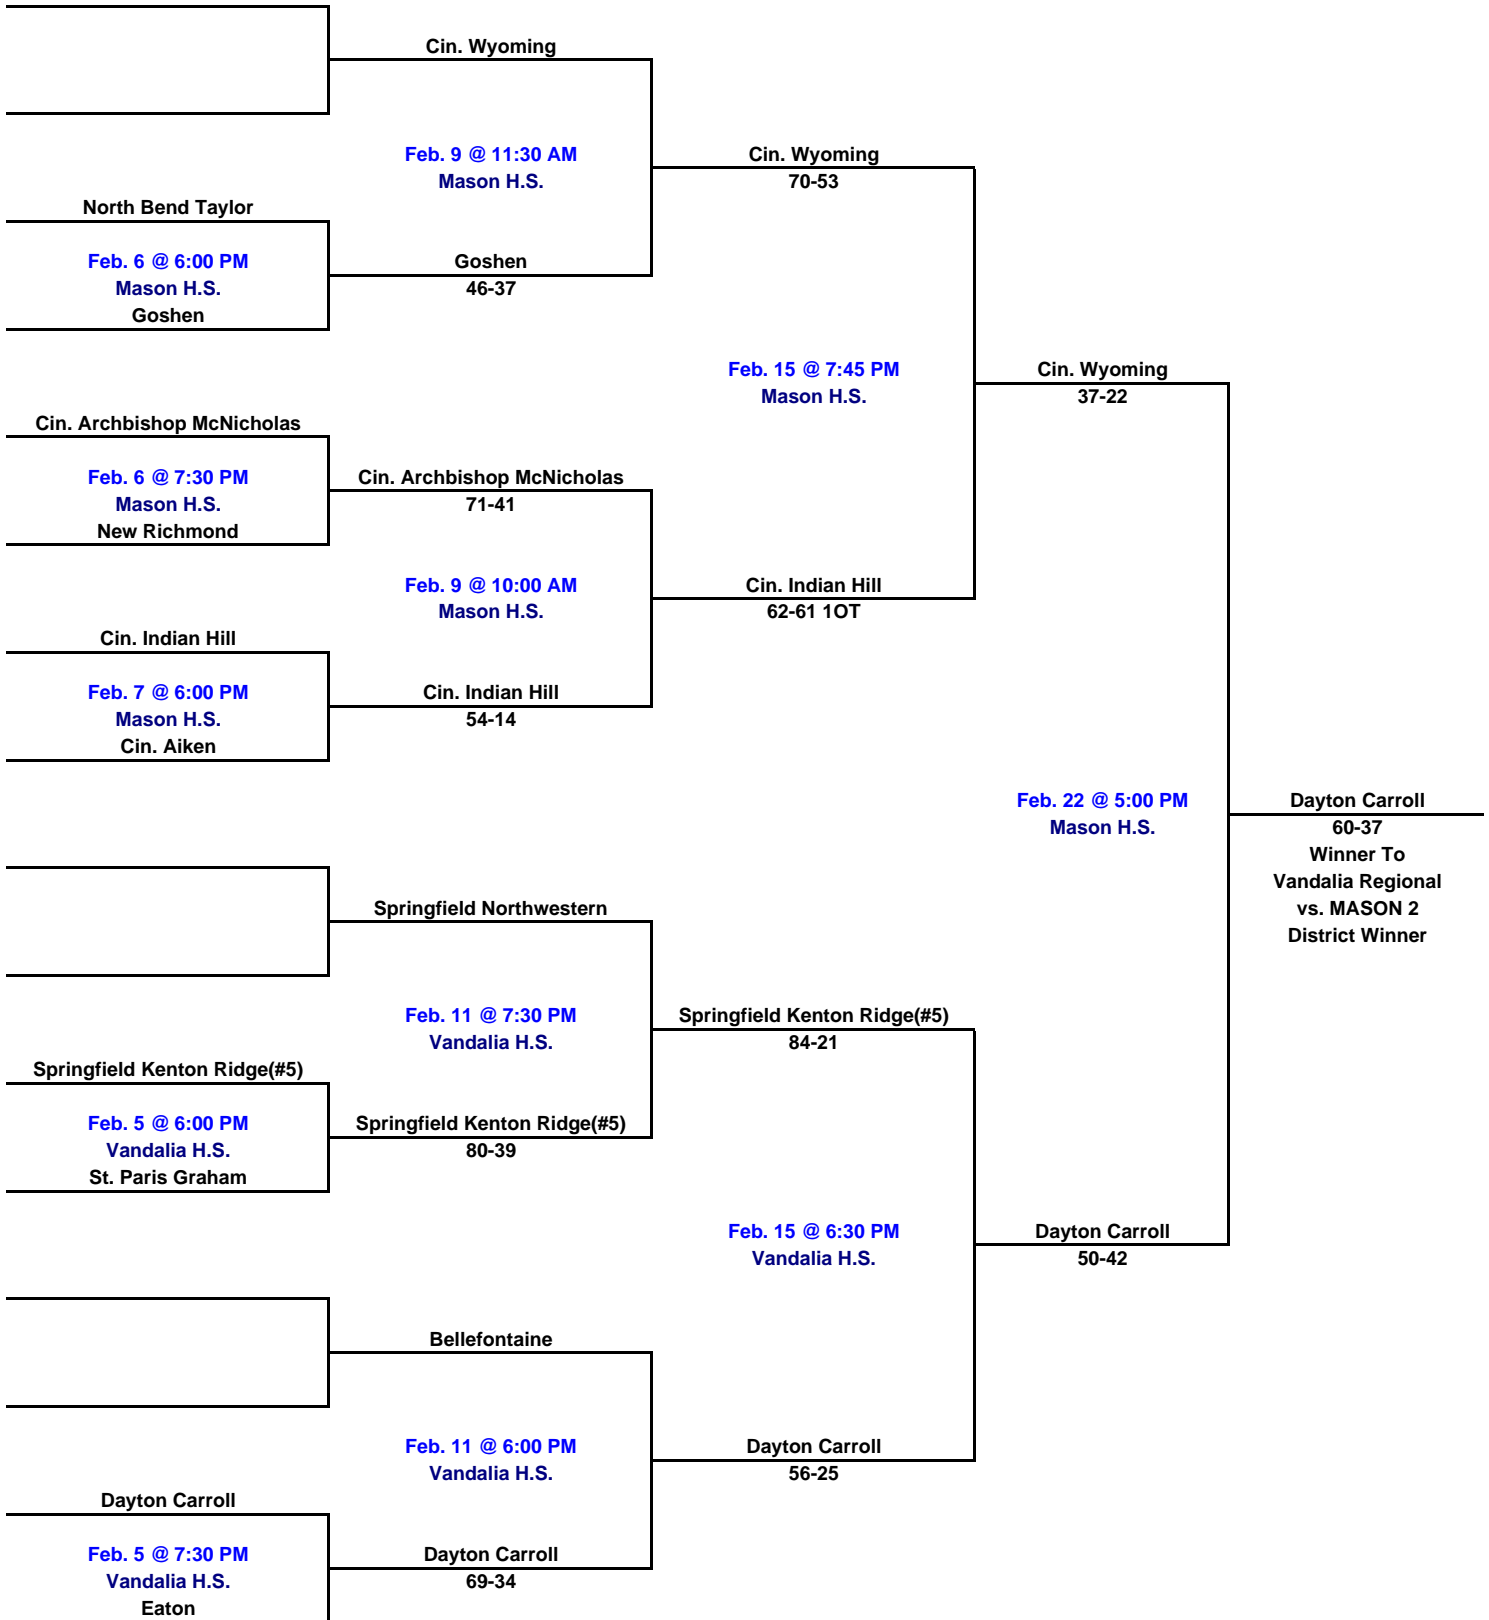 Cin. Wyoming
Feb. 9 @ 11:30 AM
Mason H.S.
Cin. Wyoming
70-53
North Bend Taylor
Feb. 6 @ 6:00 PM
Mason H.S.
Goshen
Goshen
46-37
Feb. 15 @ 7:45 PM
Mason H.S.
Cin. Wyoming
37-22
Cin. Archbishop McNicholas
Feb. 6 @ 7:30 PM
Mason H.S.
New Richmond
Cin. Archbishop McNicholas
71-41
Feb. 9 @ 10:00 AM
Mason H.S.
Cin. Indian Hill
62-61 1OT
Cin. Indian Hill
Feb. 7 @ 6:00 PM
Mason H.S.
Cin. Aiken
Cin. Indian Hill
54-14
Feb. 22 @ 5:00 PM
Mason H.S.
Dayton Carroll
60-37
Winner To
Vandalia Regional
vs. MASON 2
District Winner
Springfield Northwestern
Feb. 11 @ 7:30 PM
Vandalia H.S.
Springfield Kenton Ridge(#5)
84-21
Springfield Kenton Ridge(#5)
Feb. 5 @ 6:00 PM
Vandalia H.S.
St. Paris Graham
Springfield Kenton Ridge(#5)
80-39
Feb. 15 @ 6:30 PM
Vandalia H.S.
Dayton Carroll
50-42
Bellefontaine
Feb. 11 @ 6:00 PM
Vandalia H.S.
Dayton Carroll
56-25
Dayton Carroll
Feb. 5 @ 7:30 PM
Vandalia H.S.
Eaton
Dayton Carroll
69-34